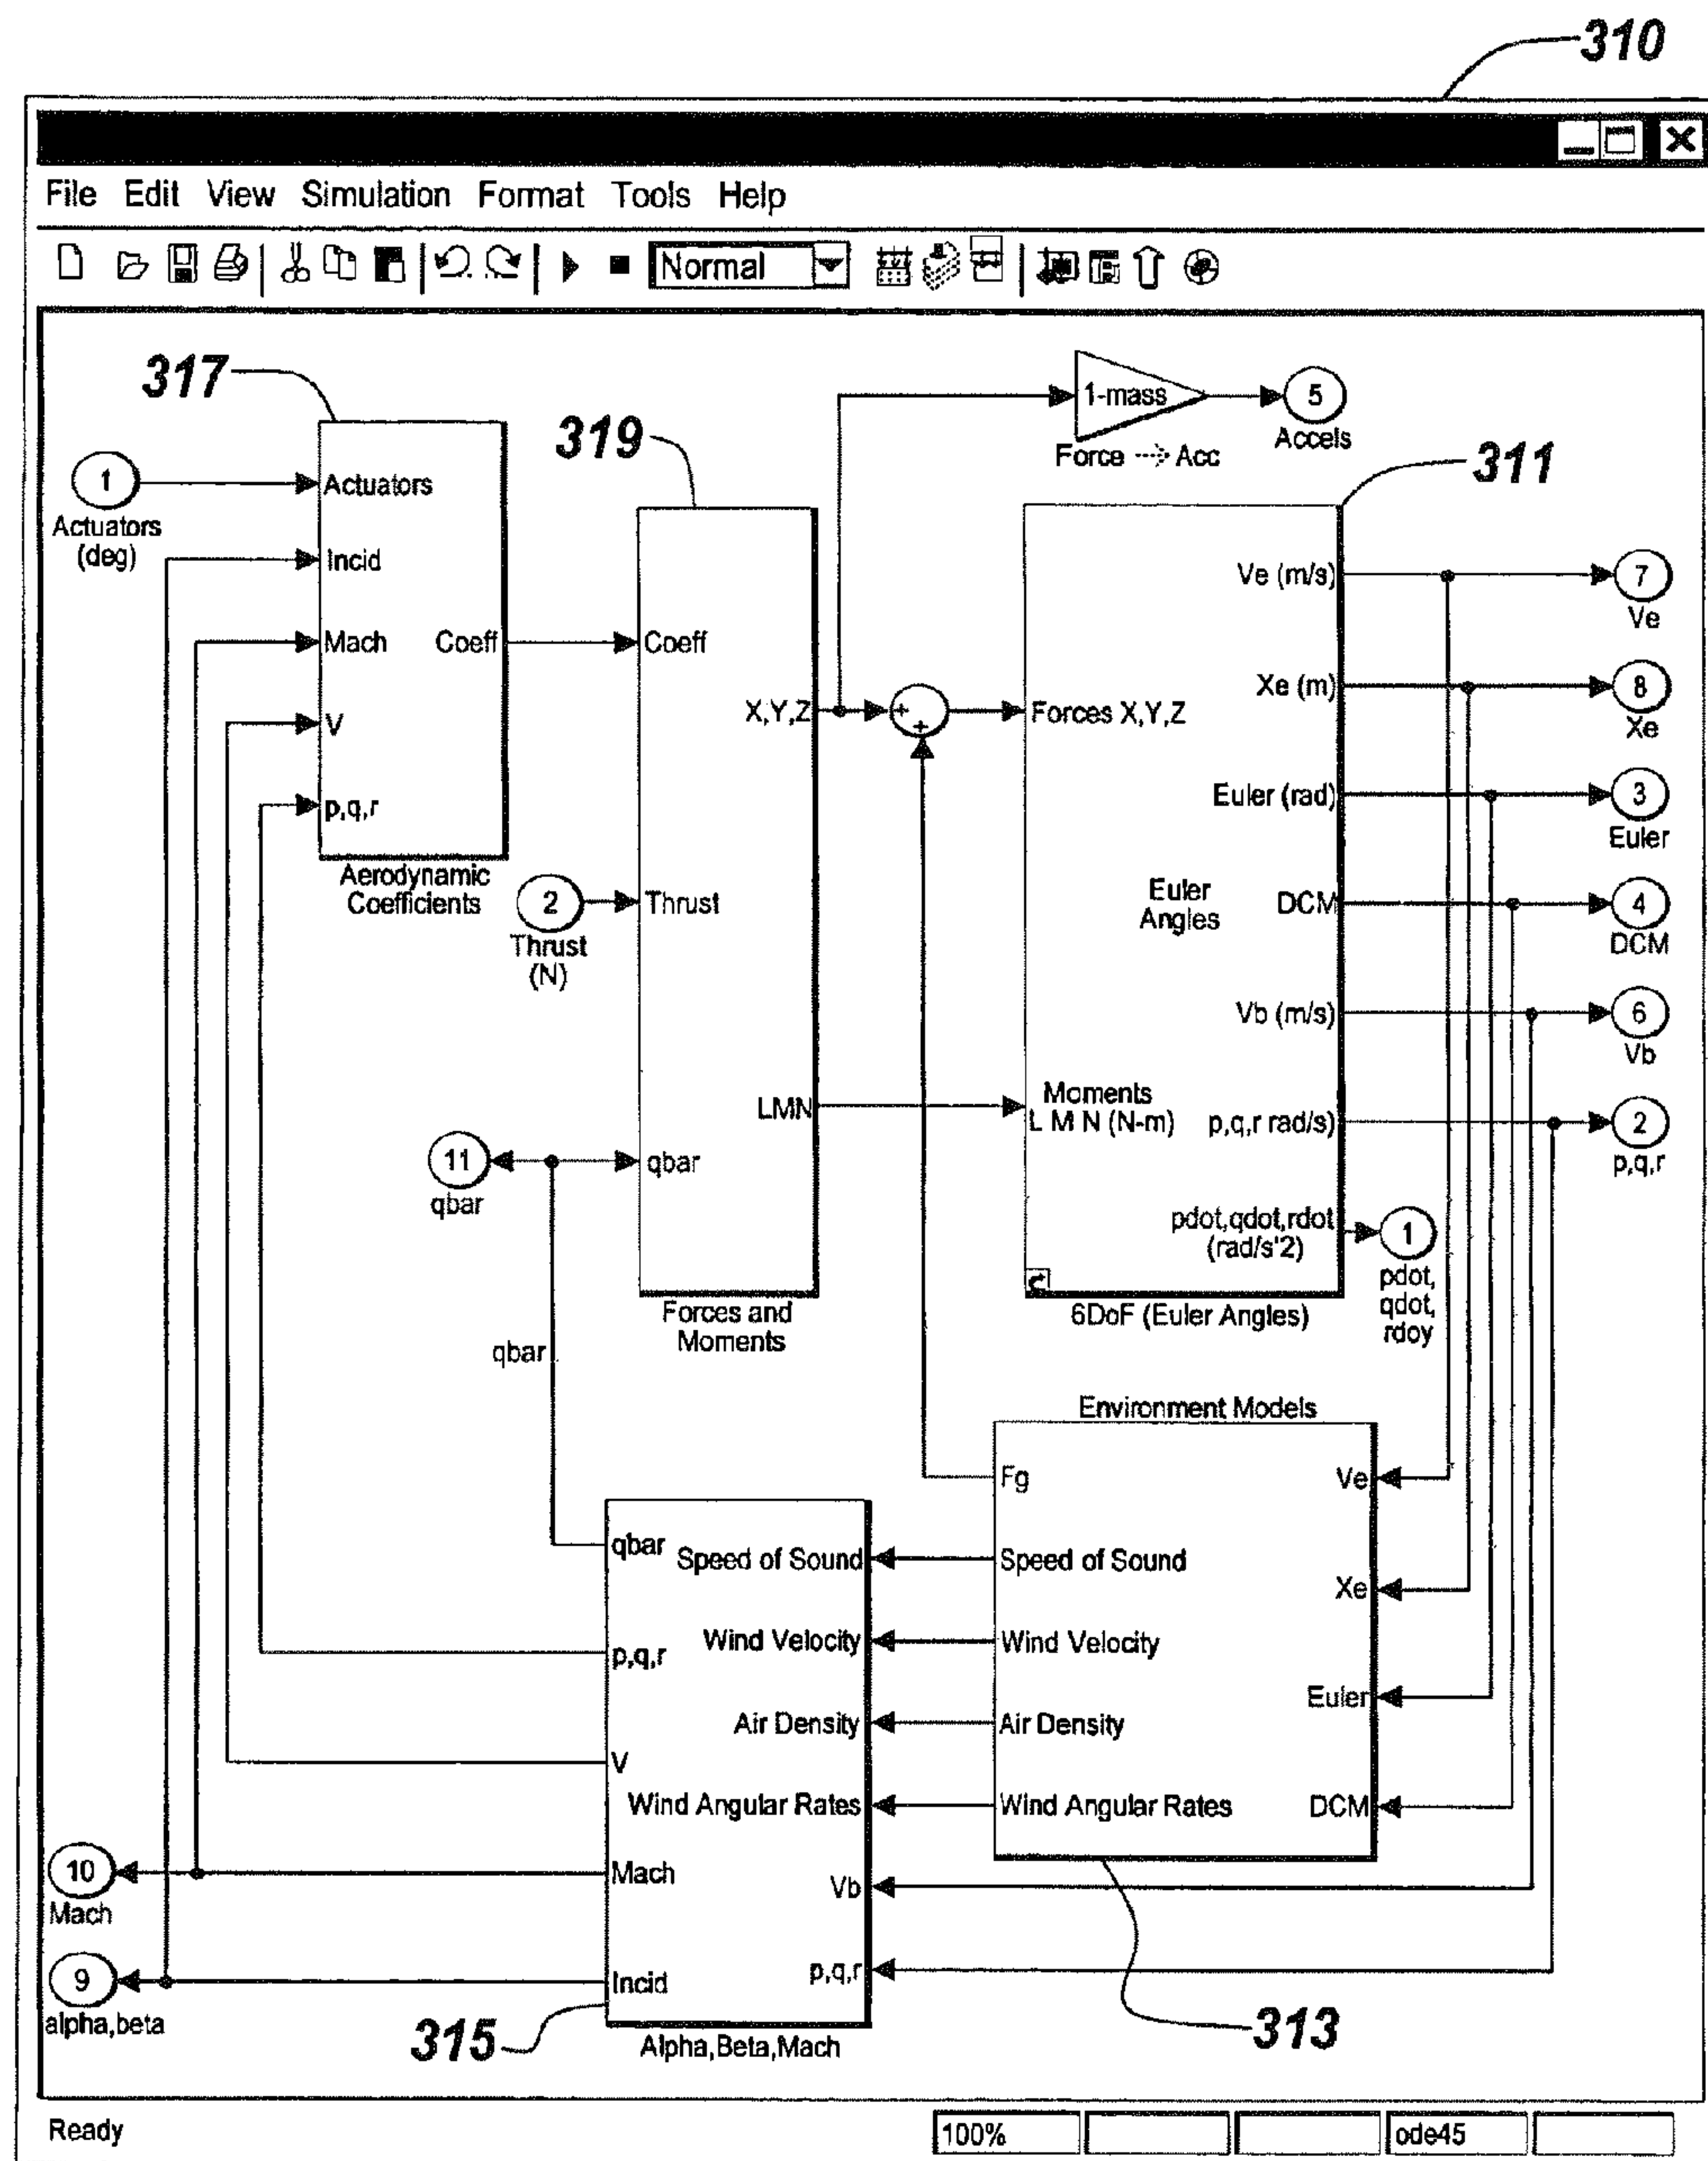 310
File Edit View Simulation Format Tools Help
Normal
317
319
311
1-mass
Force ---> Acc
5
Accels
1
Actuators
(deg)
Actuators
Incid
Mach
V
p,q,r
Coeff
Aerodynamic
Coefficients
2
Thrust
(N)
Coeff
Thrust
qbar
X,Y,Z
LMN
Forces and
Moments
11
qbar
qbar
+
+
Forces X,Y,Z
Moments
L M N (N-m)
Euler
Angles
Ve (m/s)
Xe (m)
Euler (rad)
DCM
Vb (m/s)
p,q,r rad/s)
pdot,qdot,rdot
(rad/s'2)
6DoF (Euler Angles)
7
Ve
8
Xe
3
Euler
4
DCM
6
Vb
2
p,q,r
1
pdot,
qdot,
rdoy
Environment Models
Fg
Speed of Sound
Wind Velocity
Air Density
Wind Angular Rates
Ve
Xe
Euler
DCM
313
qbar
p,q,r
V
Mach
Incid
Speed of Sound
Wind Velocity
Air Density
Wind Angular Rates
Vb
p,q,r
Alpha,Beta,Mach
315
10
Mach
9
alpha,beta
Ready
100%
ode45